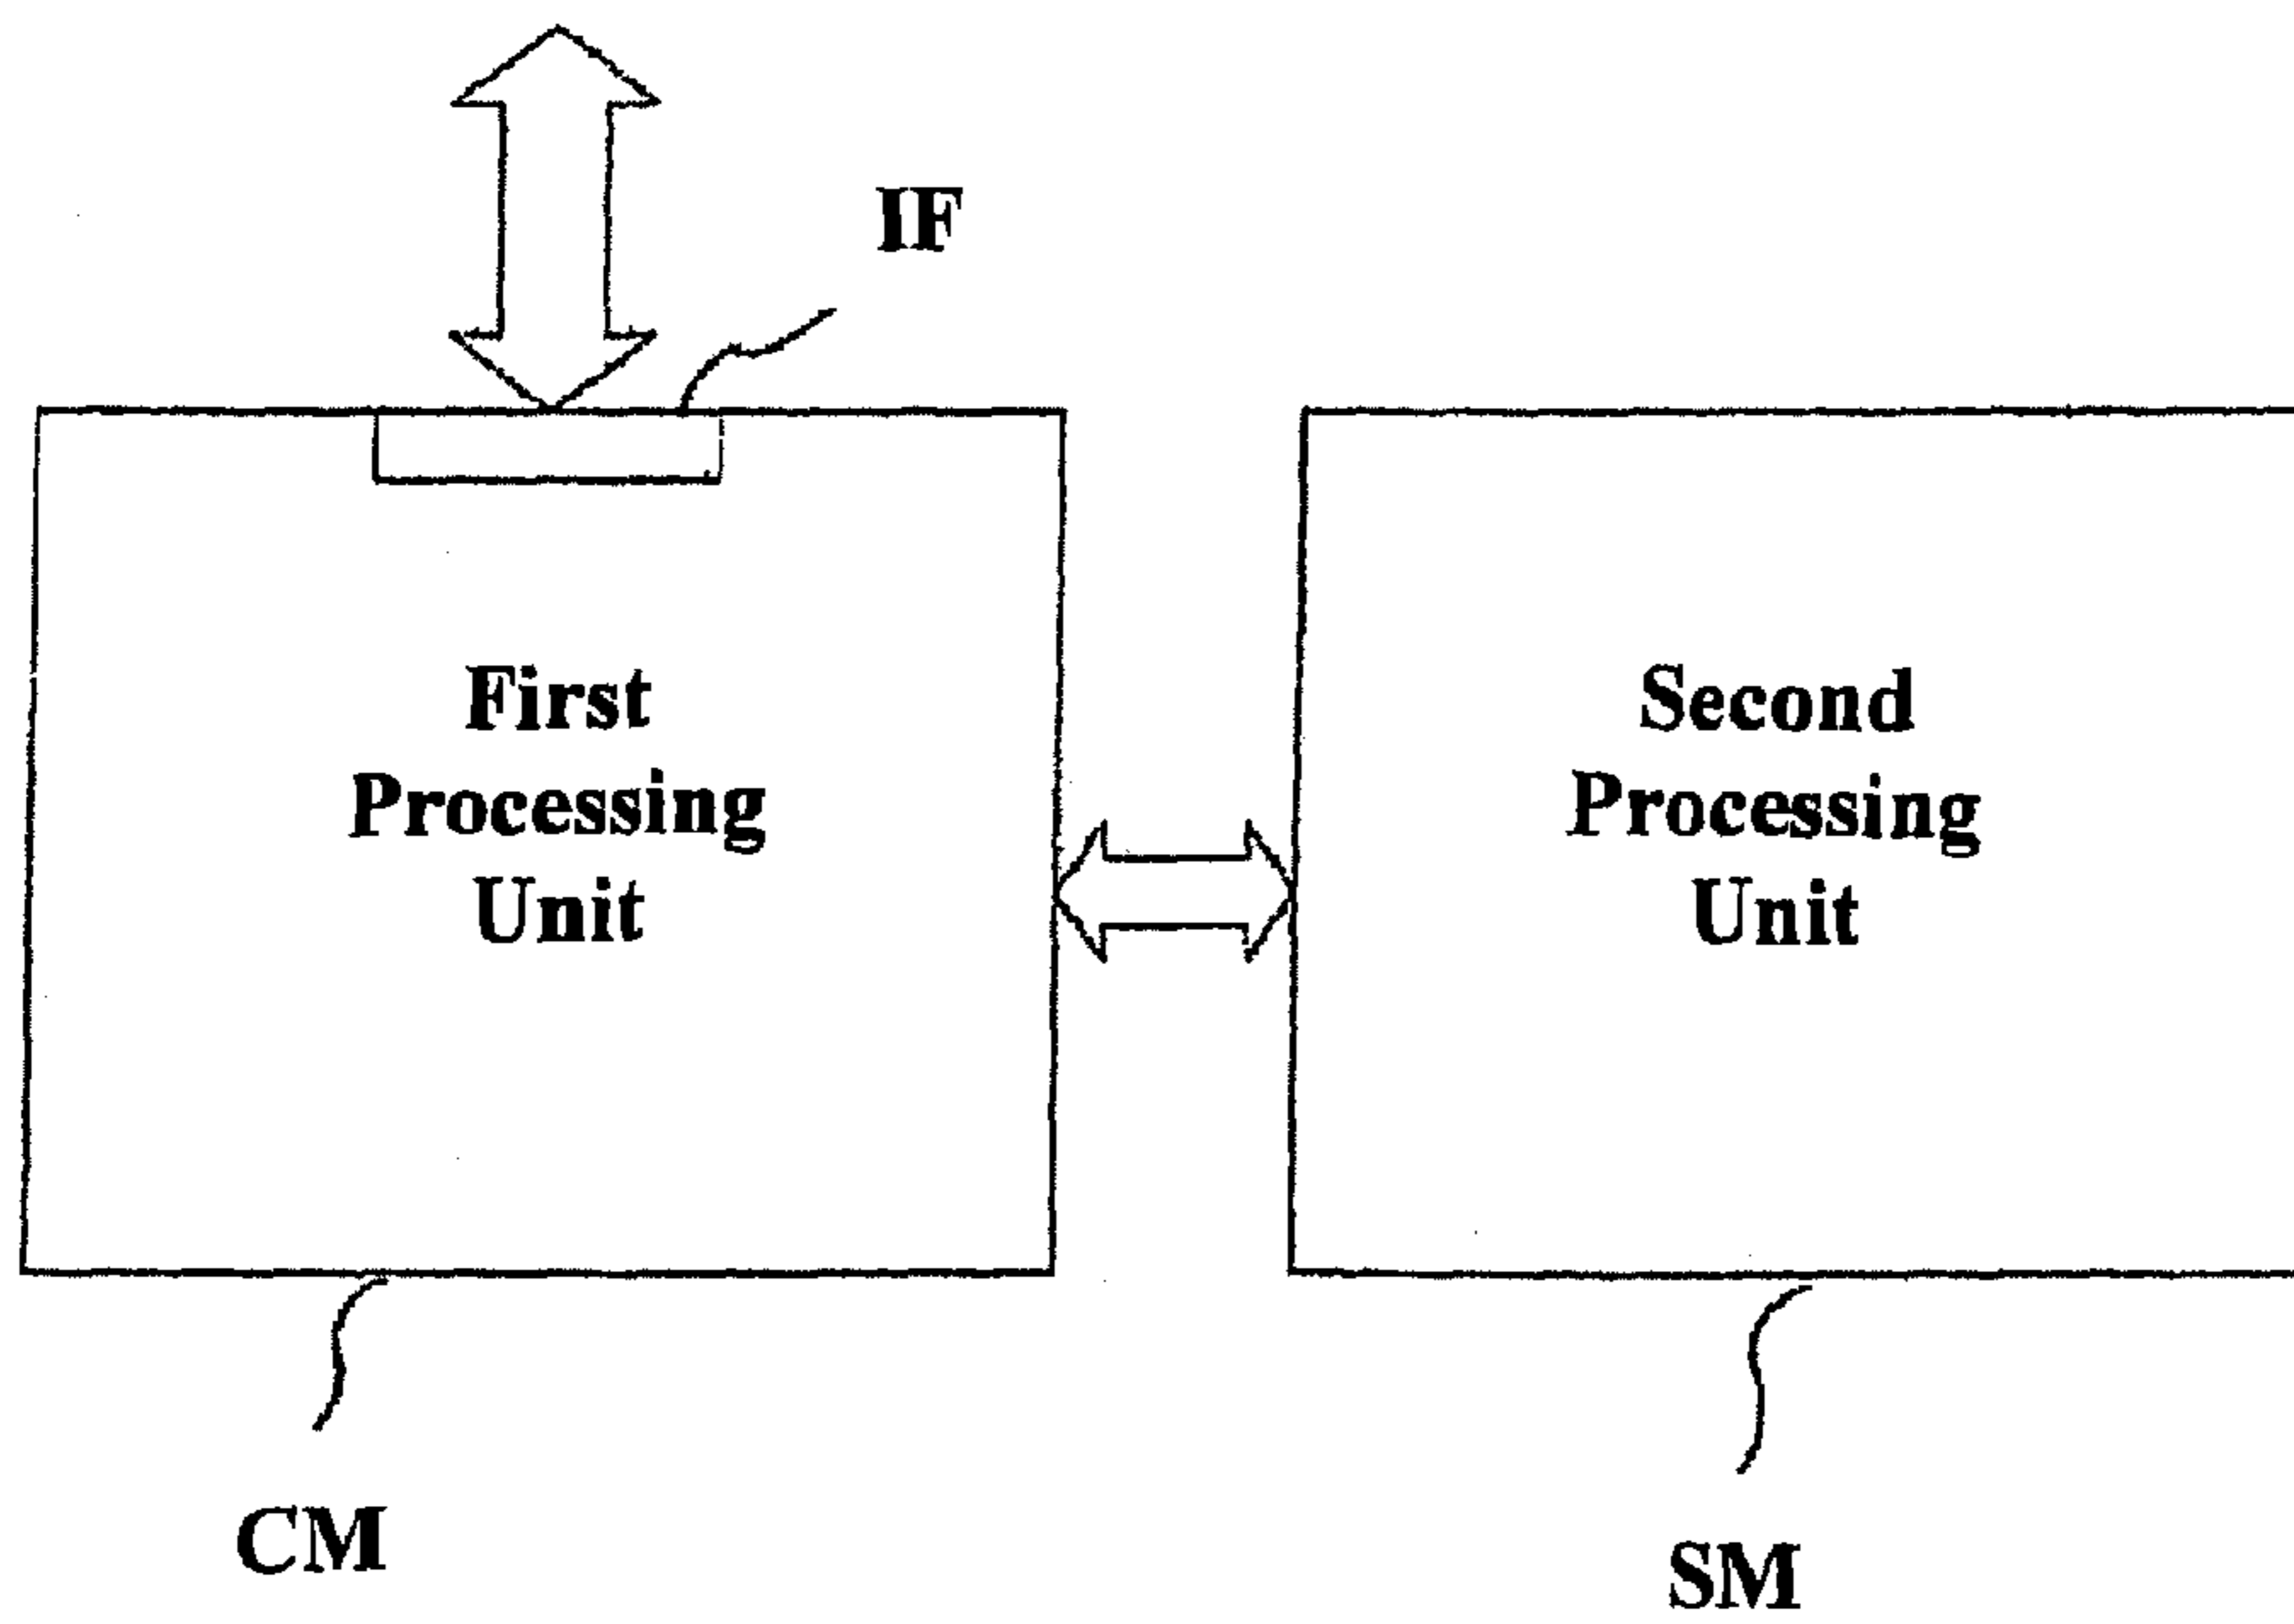 IF
First
Processing
Unit
Second
Processing
Unit
CM
SM